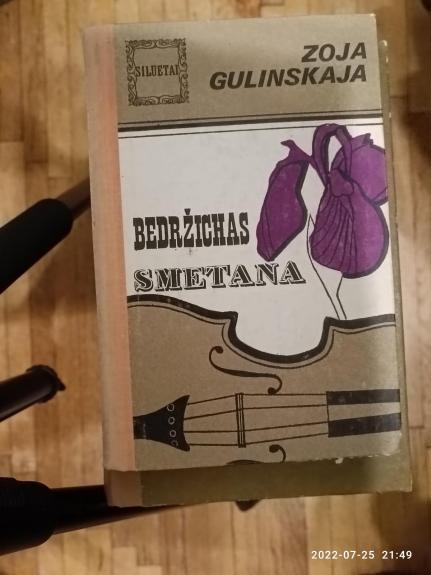 SILUETAI
ZOJA
GULINSKAJA
BEDRŽICHAS
SMETANA
2022-07-25 21:49